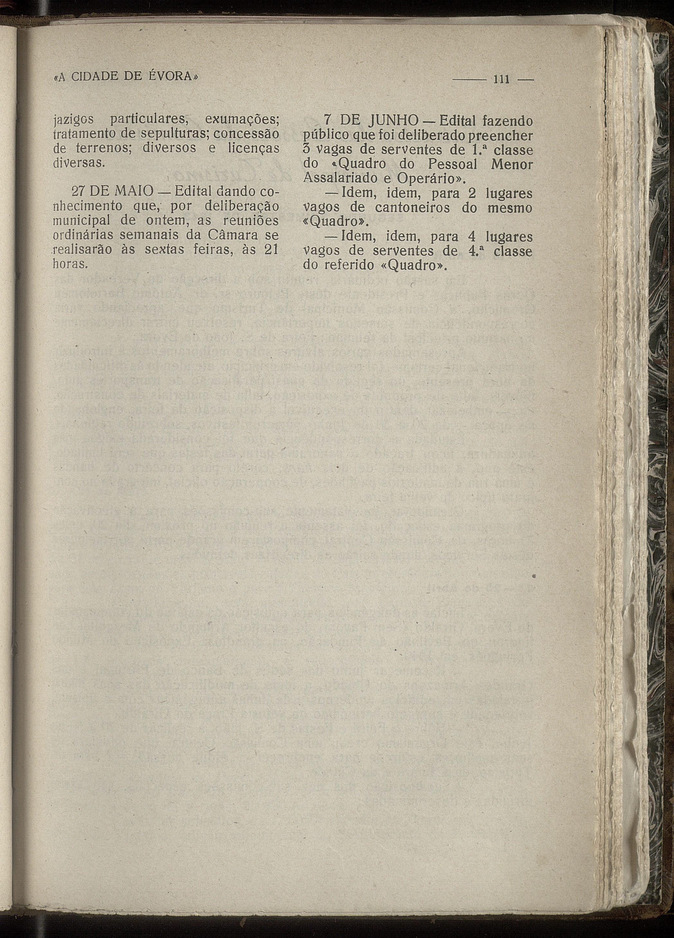 «A CIDADE DE ÉVORA»
111
jazigos particulares, exumações;
tratamento de sepulturas; concessão
de terrenos; diversos e licenças
diversas.
27 DE MAIO — Edital dando co-
nhecimento que, por deliberação
municipal de ontem, as reuniões
ordinárias semanais da Câmara se
realisarão às sextas feiras, às 21
horas.
7 DE JUNHO — Edital fazendo
público que foi deliberado preencher
3 vagas de serventes de 1.ª classe
do «Quadro do Pessoal Menor
Assalariado e Operário».
— Idem, idem, para 2 lugares
vagos de cantoneiros do mesmo
«Quadro».
— Idem, idem, para 4 lugares
vagos de serventes de 4.ª classe
do referido «Quadro».